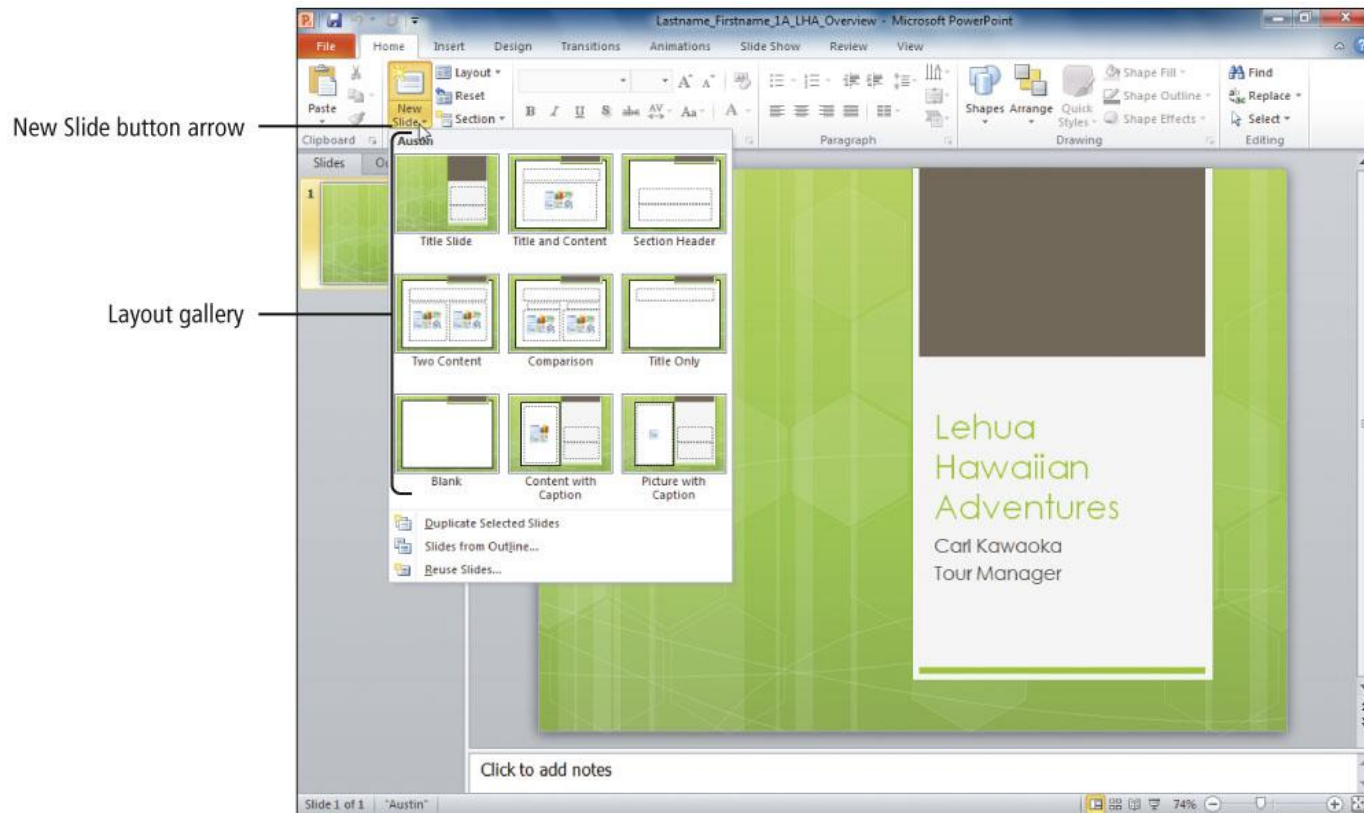 Lastname_Firstname_1A_LHA_Overview - Microsoft PowerPoint
File Home Insert Design Transitions Animations Slide Show Review View
Paste
Clipboard
New Slide
Layout
Reset
Section
B I U S abc AV Aa A
Paragraph
Shapes Arrange Quick Styles
Shape Fill
Shape Outline
Shape Effects
Drawing
Find
Replace
Select
Editing
New Slide button arrow
Layout gallery
Slides
1
Austin
Title Slide Title and Content Section Header
Two Content Comparison Title Only
Blank Content with Caption Picture with Caption
Duplicate Selected Slides
Slides from Outline...
Reuse Slides...
Lehua
Hawaiian
Adventures
Carl Kawaoka
Tour Manager
Click to add notes
Slide 1 of 1 "Austin" 74%